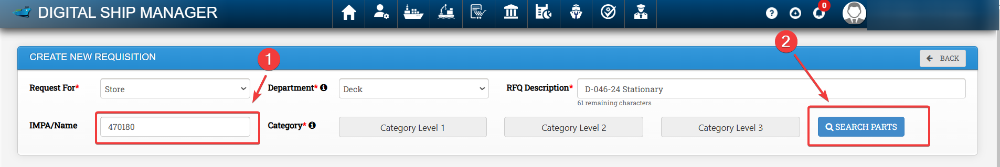 DIGITAL SHIP MANAGER
0
?
2
CREATE NEW REQUISITION
1
BACK
Request For*
Store
Department*
Deck
RFQ Description*
D-046-24 Stationary
61 remaining characters
IMPA/Name
470180
Category*
Category Level 1
Category Level 2
Category Level 3
SEARCH PARTS